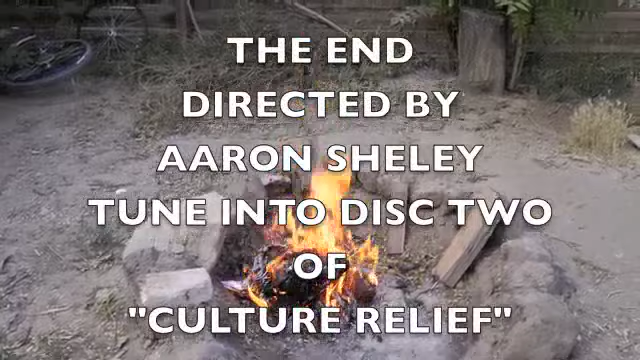 THE END
DIRECTED BY
AARON SHELEY
TUNE INTO DISC TWO
OF
"CULTURE RELIEF"